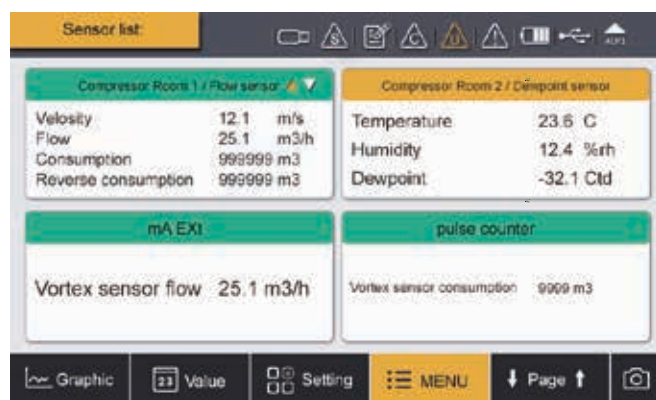 Sensor list:
Compressor Room 1 / Flow sensor
Velosity 12.1 m/s
Flow 25.1 m3/h
Consumption 999999 m3
Reverse consumption 999999 m3
Compressor Room 2 / Dewpoint sensor
Temperature 23.6 C
Humidity 12.4 %rh
Dewpoint -32.1 Ctd
mA EXt
Vortex sensor flow 25.1 m3/h
pulse counter
Vortex sensor consumption 9999 m3
Graphic
23 Value
Setting
MENU
Page